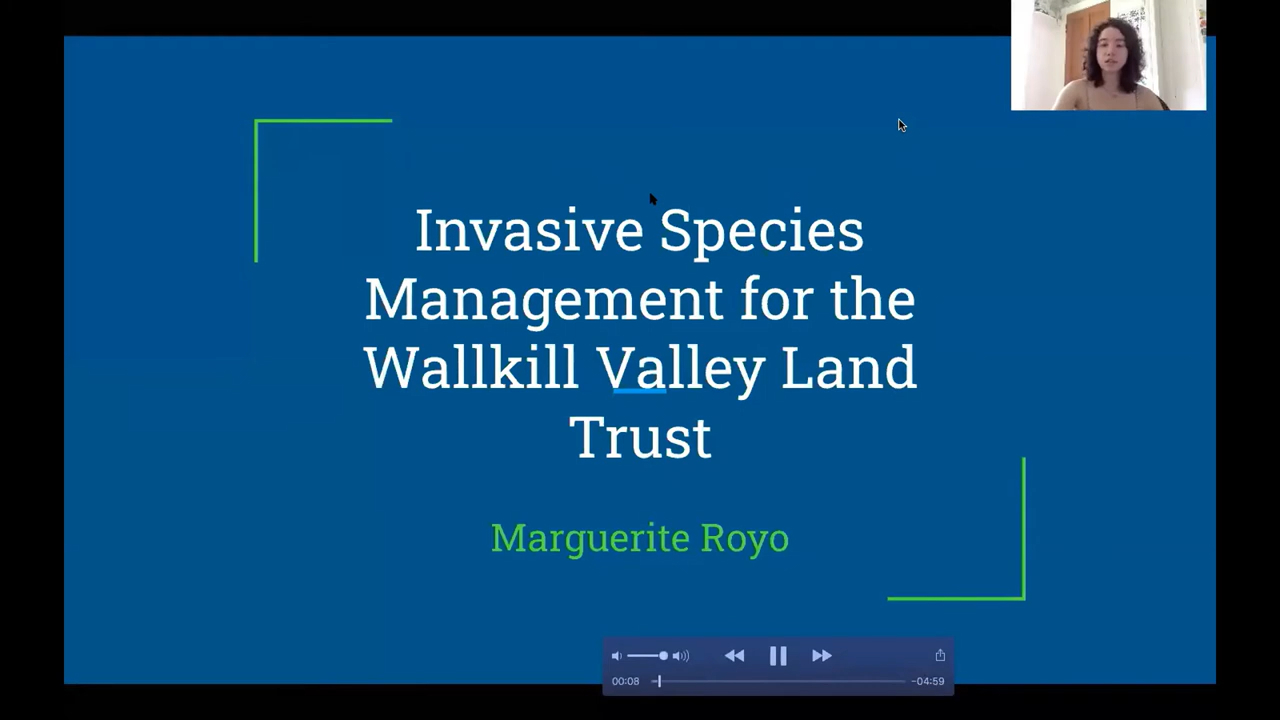 Invasive Species
Management for the
Wallkill Valley Land
Trust
Marguerite Royo
00:08
-04:59